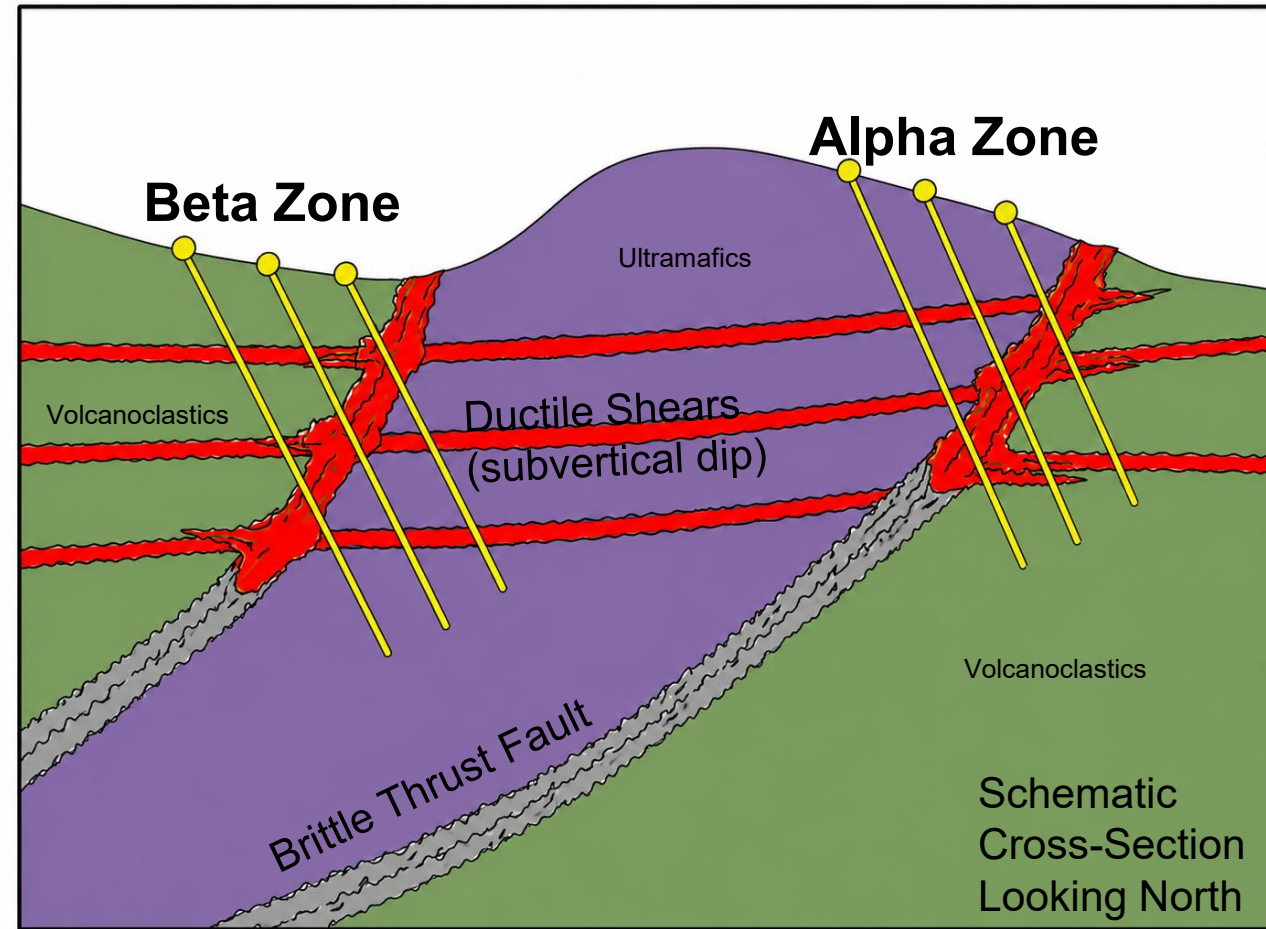 Alpha Zone
Beta Zone
Ultramafics
Volcanoclastics
Ductile Shears
(subvertical dip)
Volcanoclastics
Brittle Thrust Fault
Schematic
Cross-Section
Looking North